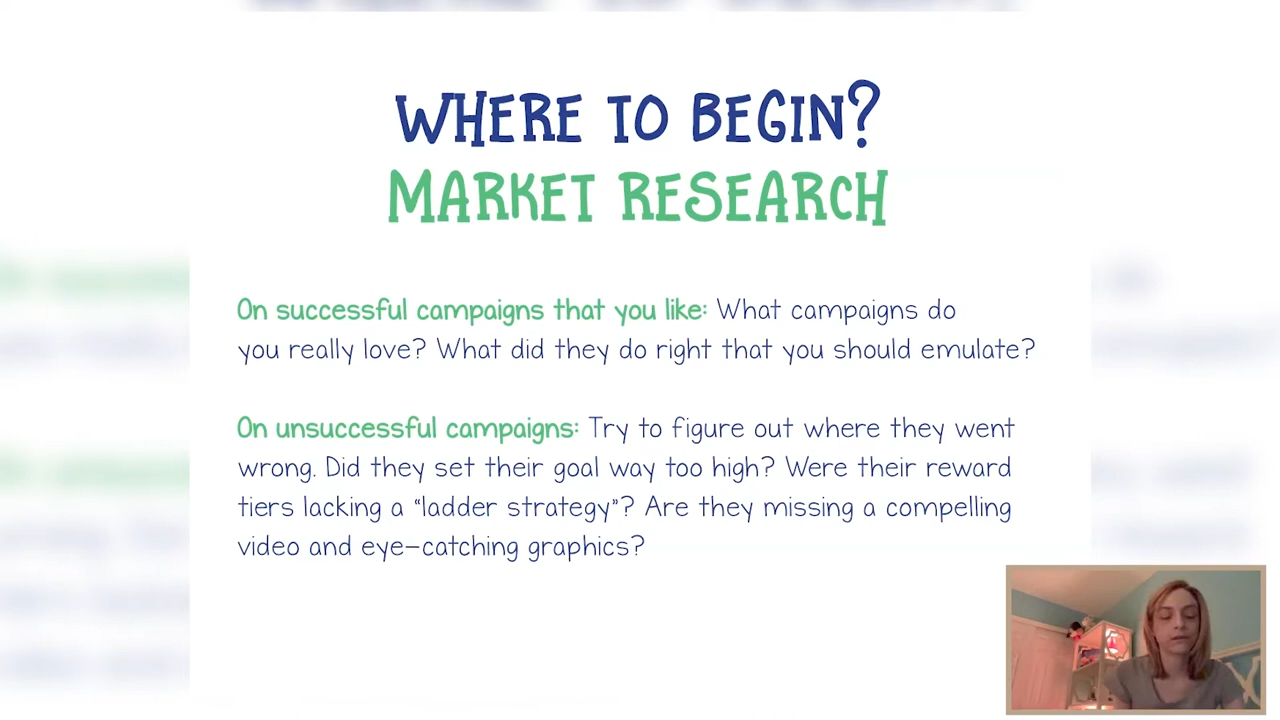 WHERE TO BEGIN?
MARKET RESEARCH
On successful campaigns that you like: What campaigns do
you really love? What did they do right that you should emulate?
On unsuccessful campaigns: Try to figure out where they went
wrong. Did they set their goal way too high? Were their reward
tiers lacking a “ladder strategy”? Are they missing a compelling
video and eye–catching graphics?